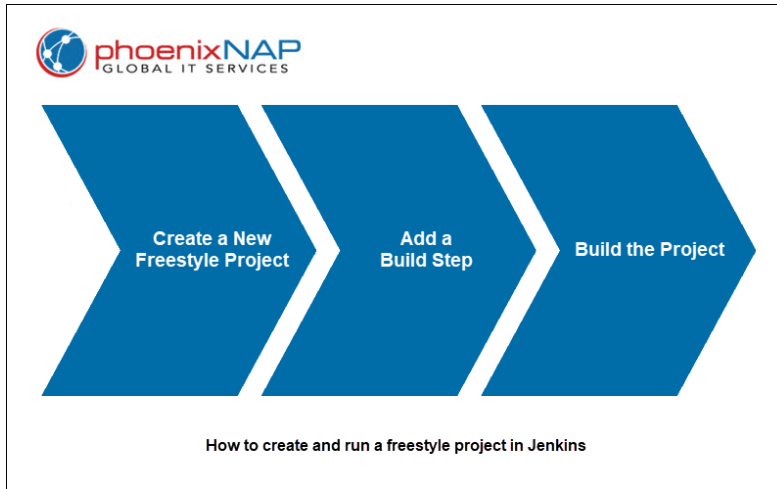 phoenixNAP
GLOBAL IT SERVICES
Create a New
Freestyle Project
Add a
Build Step
Build the Project
How to create and run a freestyle project in Jenkins